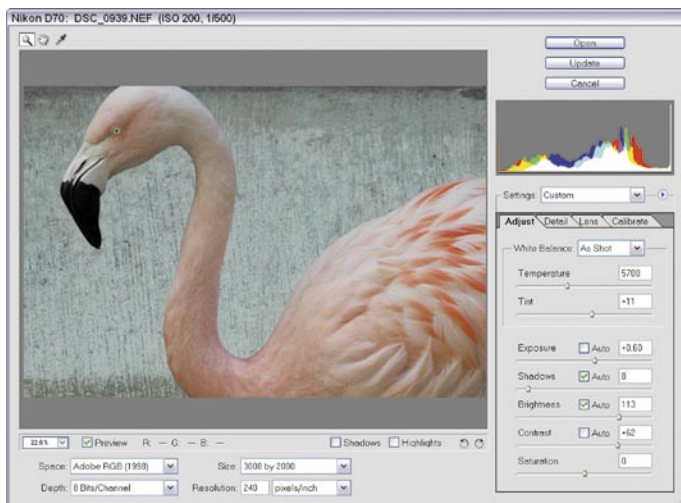 Nikon D70: DSC_0939.NEF (ISO 200, 1/500)
Open
Update
Cancel
Settings: Custom
Adjust Detail Lens Calibrate
White Balance: As Shot
Temperature 5700
Tint +11
Exposure Auto +0.60
Shadows Auto 8
Brightness Auto 113
Contrast Auto +62
Saturation 0
22.8% Preview R: — G: — B: — Shadows Highlights
Space: Adobe RGB (1998) Size: 3008 by 2000
Depth: 8 Bits/Channel Resolution: 240 pixels/inch